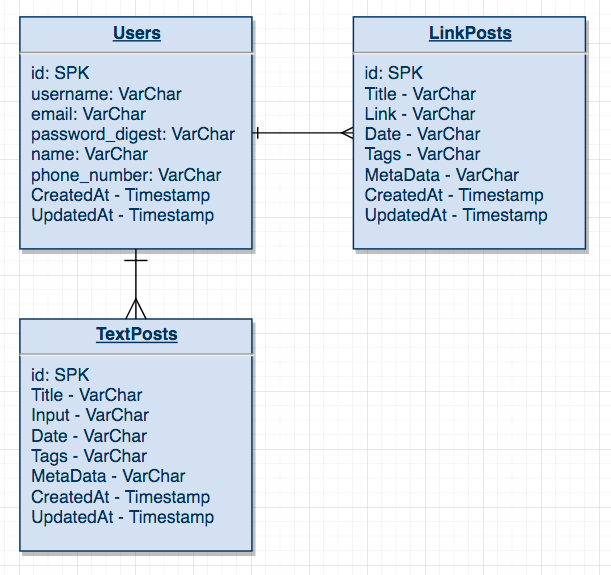 Users
id: SPK
username: VarChar
email: VarChar
password_digest: VarChar
name: VarChar
phone_number: VarChar
CreatedAt - Timestamp
UpdatedAt - Timestamp
LinkPosts
id: SPK
Title - VarChar
Link - VarChar
Date - VarChar
Tags - VarChar
MetaData - VarChar
CreatedAt - Timestamp
UpdatedAt - Timestamp
TextPosts
id: SPK
Title - VarChar
Input - VarChar
Date - VarChar
Tags - VarChar
MetaData - VarChar
CreatedAt - Timestamp
UpdatedAt - Timestamp